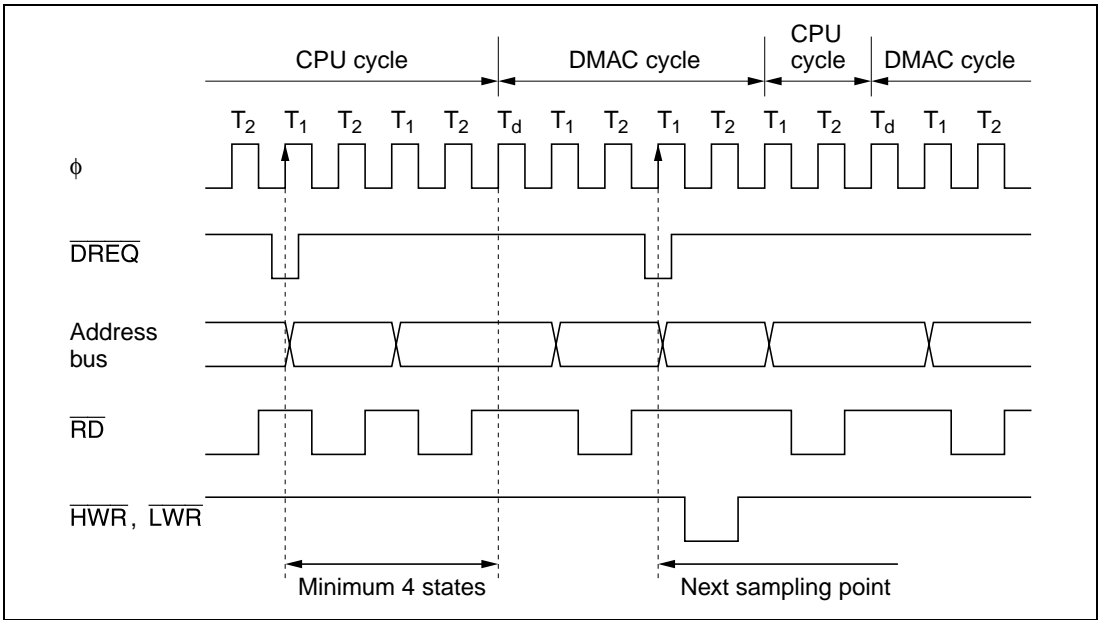 CPU
CPU cycle DMAC cycle cycle DMAC cycle
T2 T1 T2 T1 T2 Td T1 T2 T1 T2 T1 T2 Td T1 T2
φ
DREQ
Address
bus
RD
HWR, LWR
Minimum 4 states Next sampling point